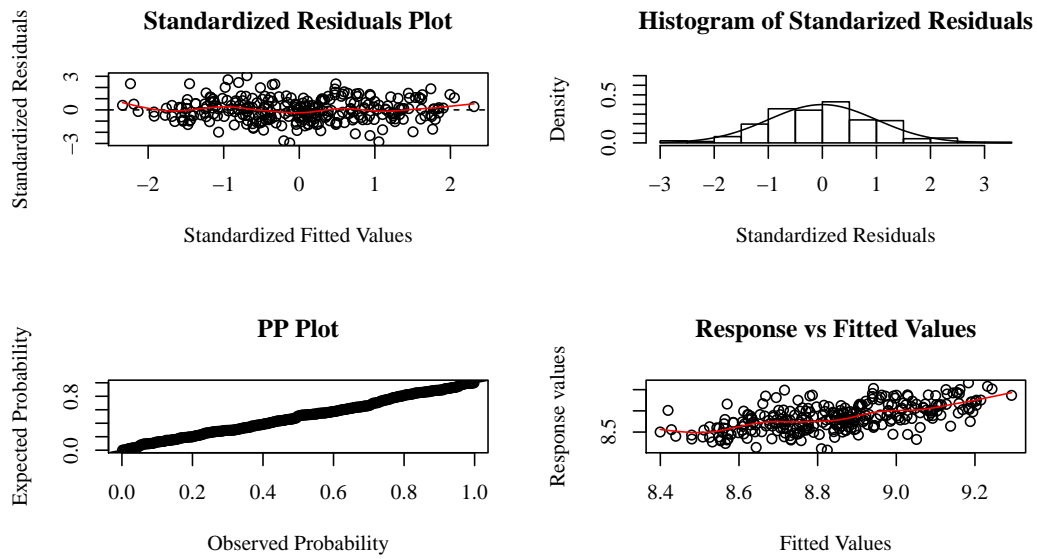 Standardized Residuals Plot
Standardized Residuals
3
0
−3
−2 −1 0 1 2
Standardized Fitted Values
Histogram of Standarized Residuals
Density
0.5
0.0
−3 −2 −1 0 1 2 3
Standardized Residuals
PP Plot
Expected Probability
0.8
0.0
0.0 0.2 0.4 0.6 0.8 1.0
Observed Probability
Response vs Fitted Values
Response values
8.5
8.4 8.6 8.8 9.0 9.2
Fitted Values